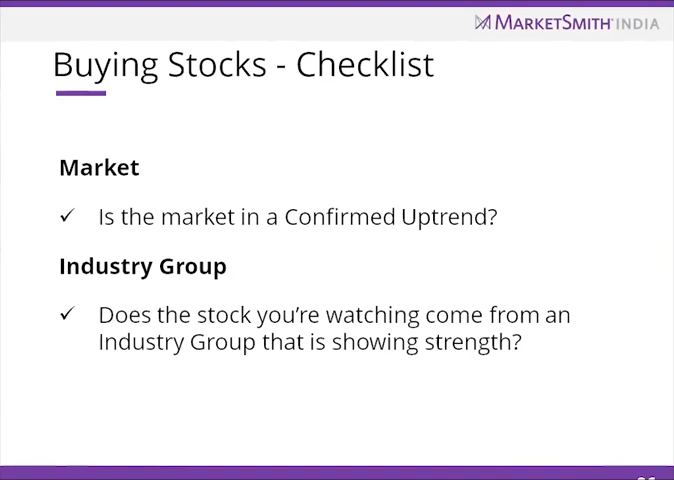 MARKETSMITH INDIA
Buying Stocks - Checklist
Market
✓ Is the market in a Confirmed Uptrend?
Industry Group
✓ Does the stock you’re watching come from an
Industry Group that is showing strength?